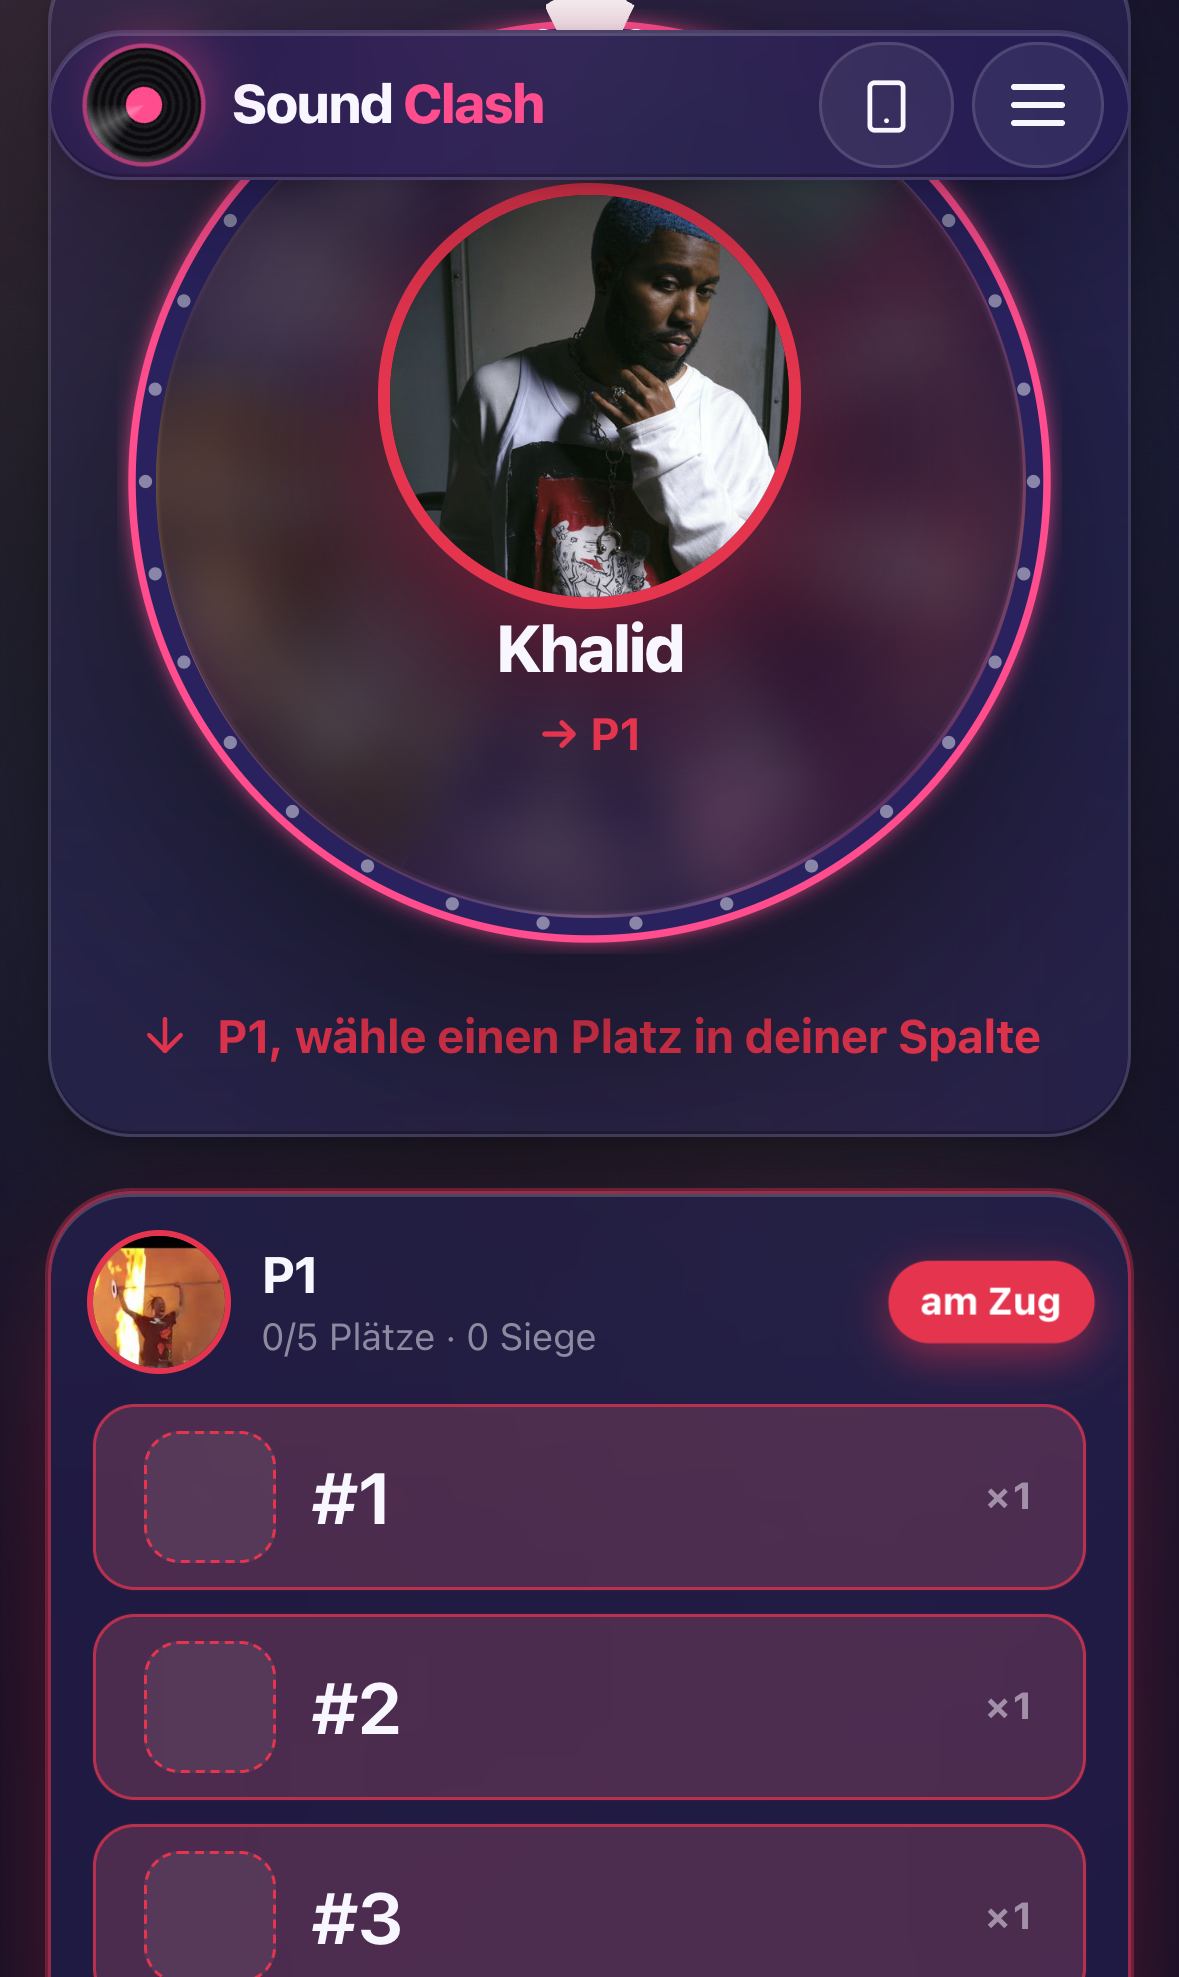 Sound Clash
Khalid
→ P1
↓ P1, wähle einen Platz in deiner Spalte
P1
am Zug
0/5 Plätze · 0 Siege
#1 ×1
#2 ×1
#3 ×1